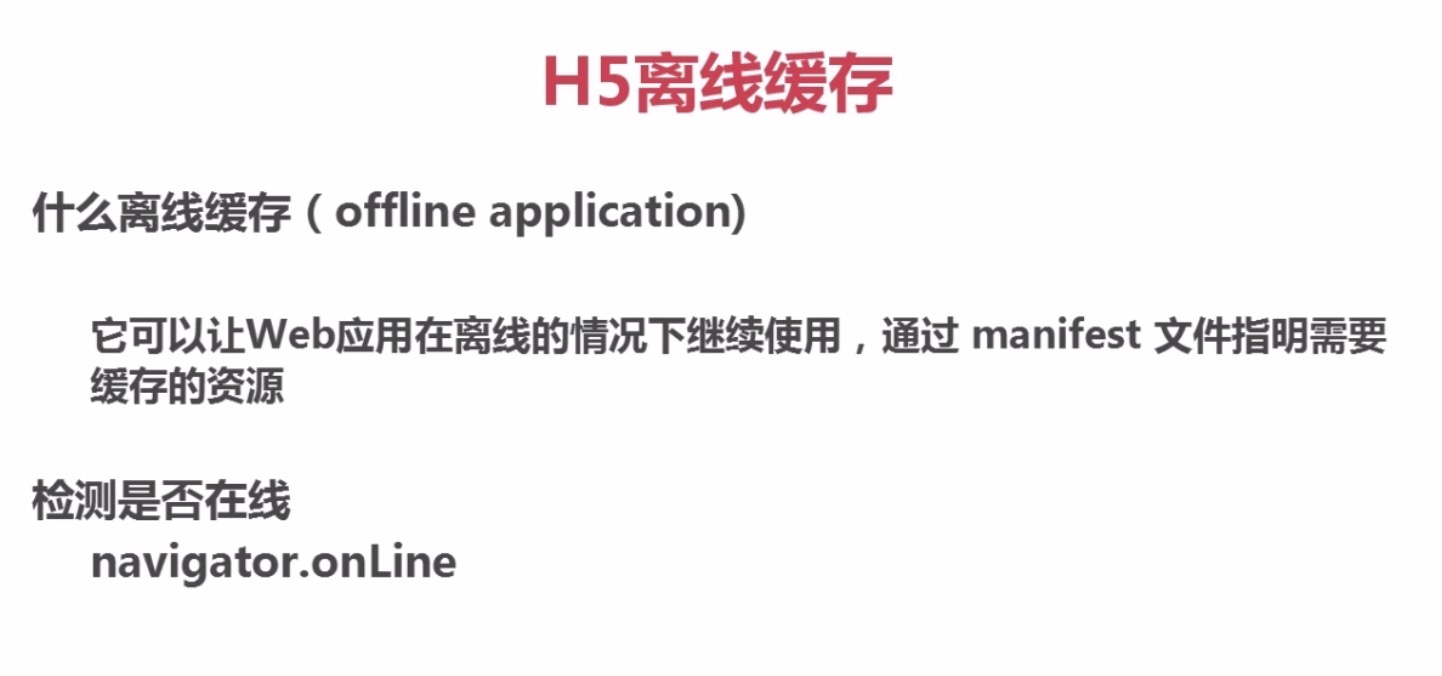 H5离线缓存
什么离线缓存（offline application)
它可以让Web应用在离线的情况下继续使用，通过 manifest 文件指明需要
缓存的资源
检测是否在线
navigator.onLine